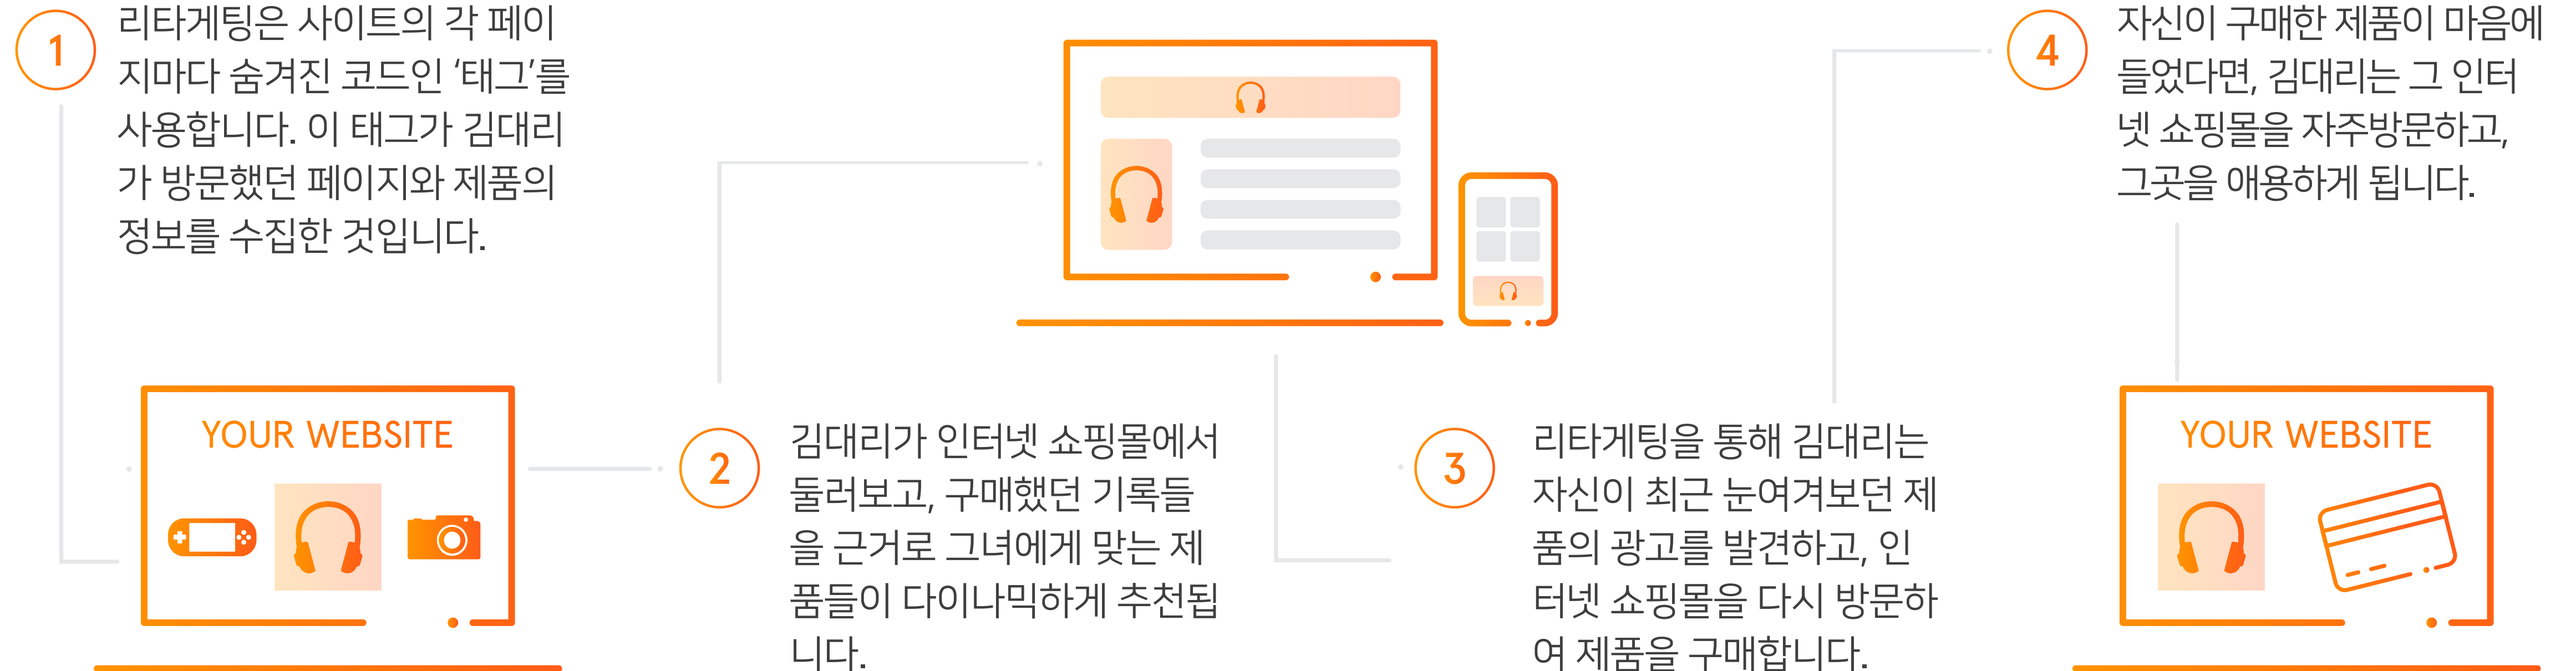 1
리타게팅은 사이트의 각 페이
지마다 숨겨진 코드인 ‘태그’를
사용합니다. 이 태그가 김대리
가 방문했던 페이지와 제품의
정보를 수집한 것입니다.
YOUR WEBSITE
2
김대리가 인터넷 쇼핑몰에서
둘러보고, 구매했던 기록들
을 근거로 그녀에게 맞는 제
품들이 다이나믹하게 추천됩
니다.
3
리타게팅을 통해 김대리는
자신이 최근 눈여겨보던 제
품의 광고를 발견하고, 인
터넷 쇼핑몰을 다시 방문하
여 제품을 구매합니다.
4
자신이 구매한 제품이 마음에
들었다면, 김대리는 그 인터
넷 쇼핑몰을 자주방문하고,
그곳을 애용하게 됩니다.
YOUR WEBSITE